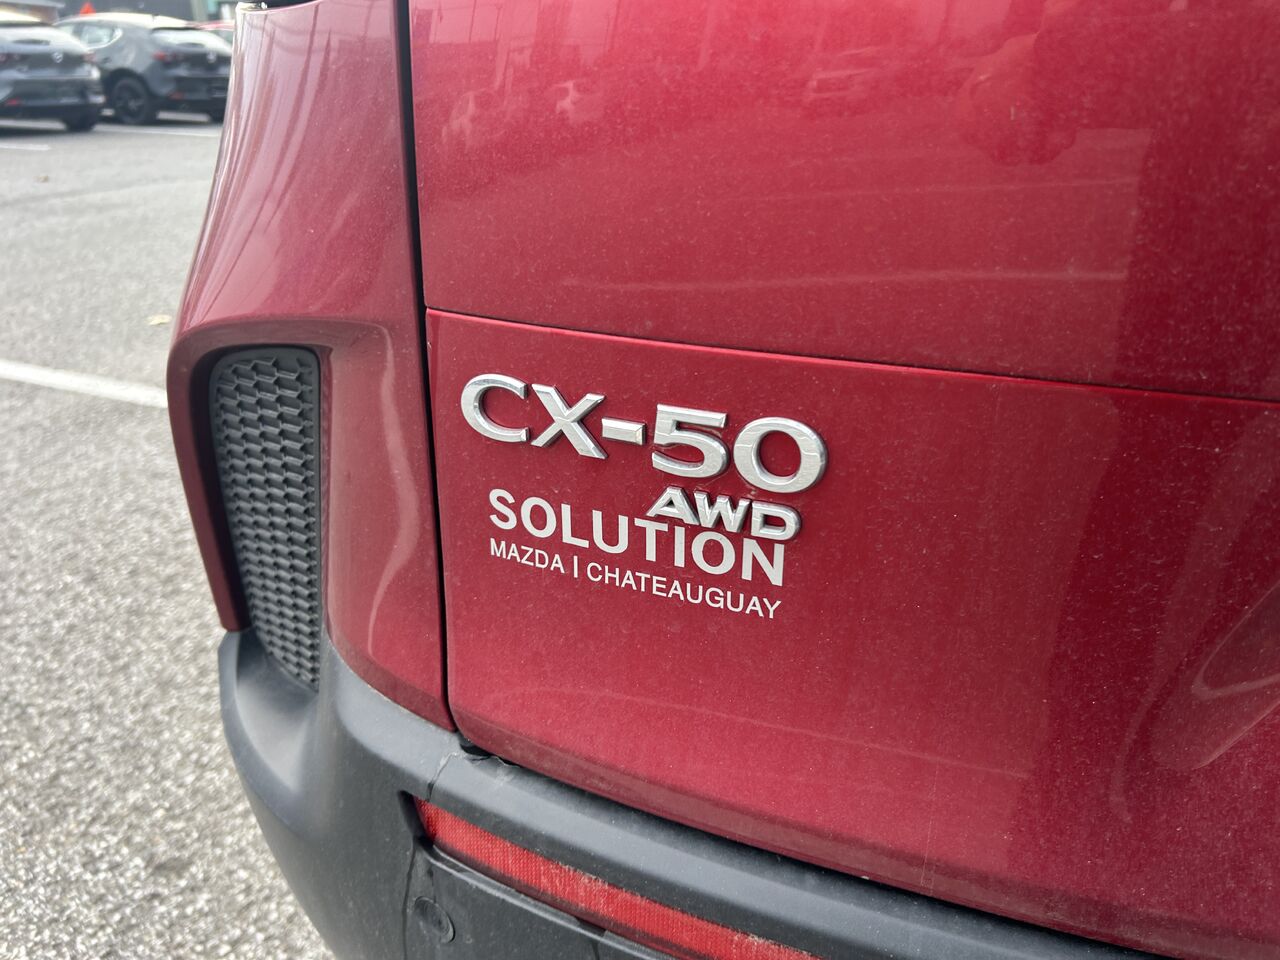 CX-50
AWD
SOLUTION
MAZDA | CHATEAUGUAY